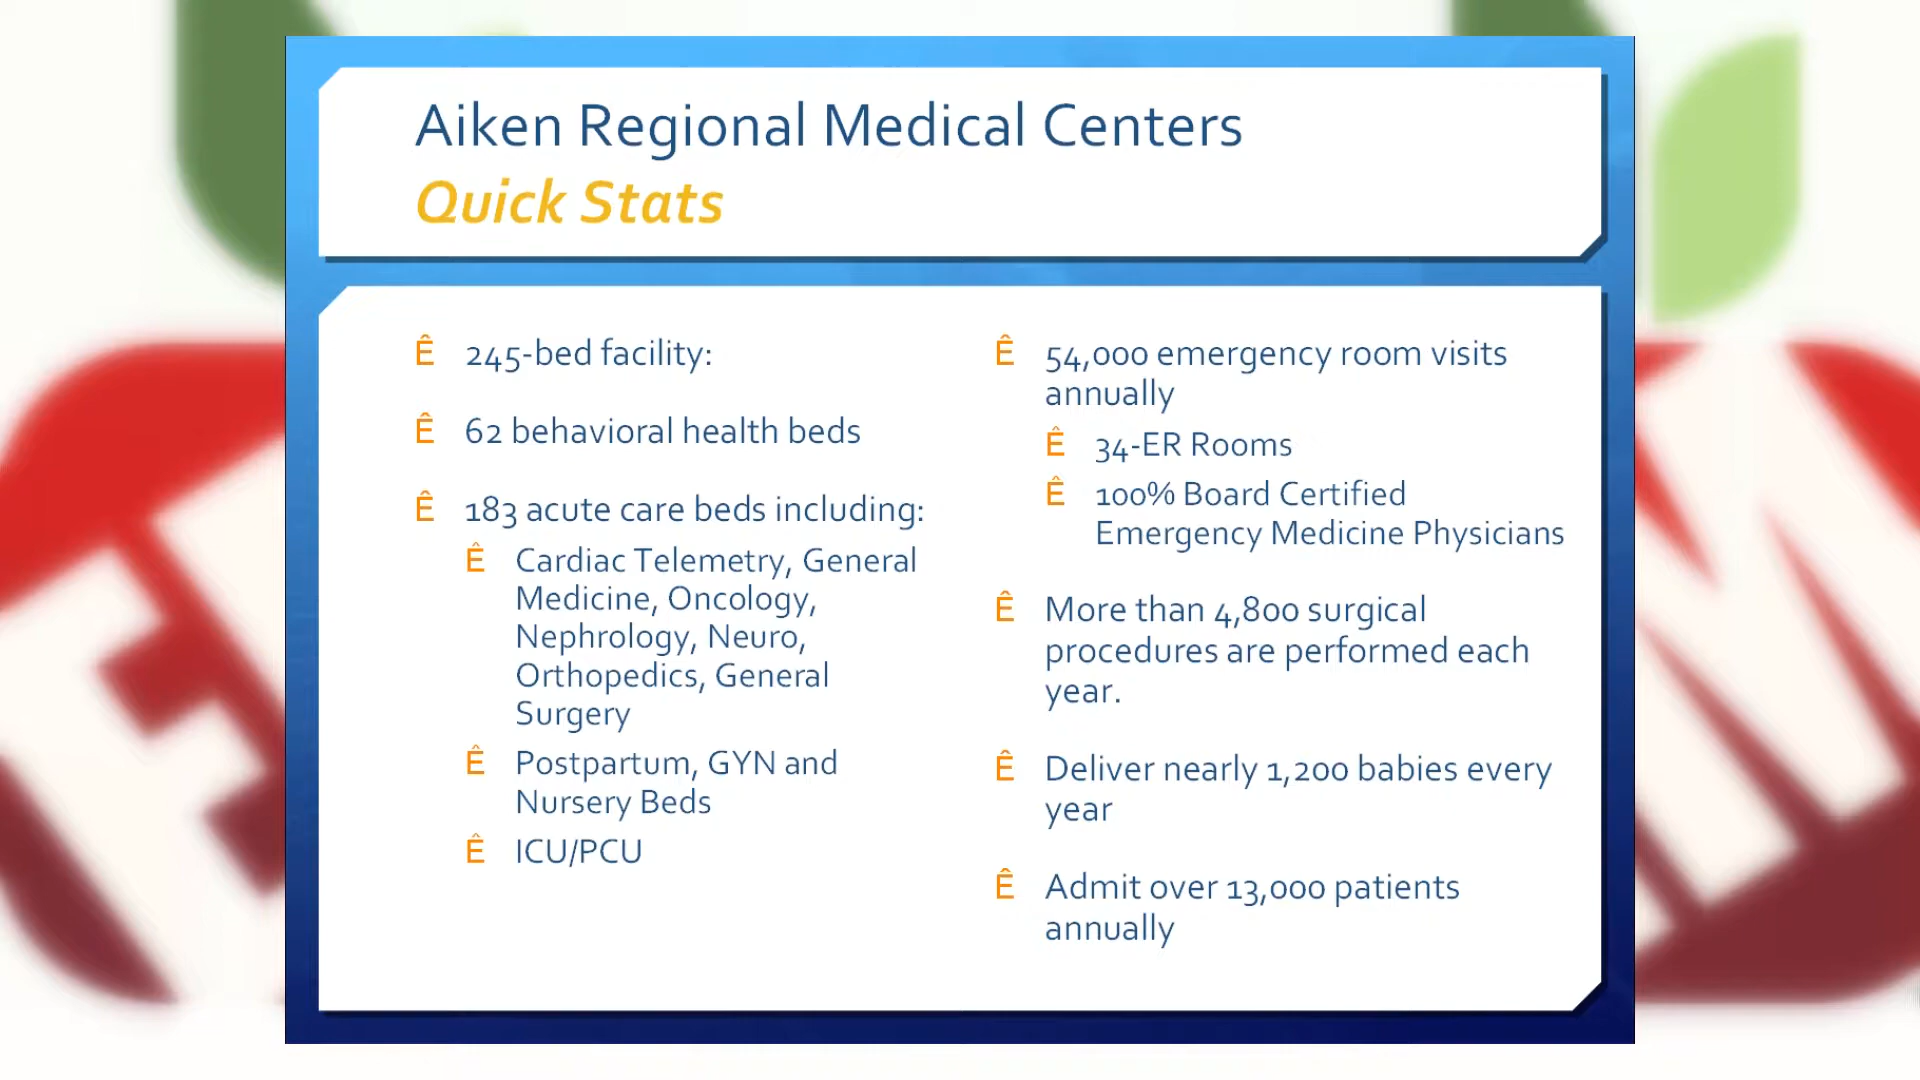 Aiken Regional Medical Centers
Quick Stats
Ê 245-bed facility:
Ê 62 behavioral health beds
Ê 183 acute care beds including:
Ê Cardiac Telemetry, General
Medicine, Oncology,
Nephrology, Neuro,
Orthopedics, General
Surgery
Ê Postpartum, GYN and
Nursery Beds
Ê ICU/PCU
Ê 54,000 emergency room visits
annually
Ê 34-ER Rooms
Ê 100% Board Certified
Emergency Medicine Physicians
Ê More than 4,800 surgical
procedures are performed each
year.
Ê Deliver nearly 1,200 babies every
year
Ê Admit over 13,000 patients
annually